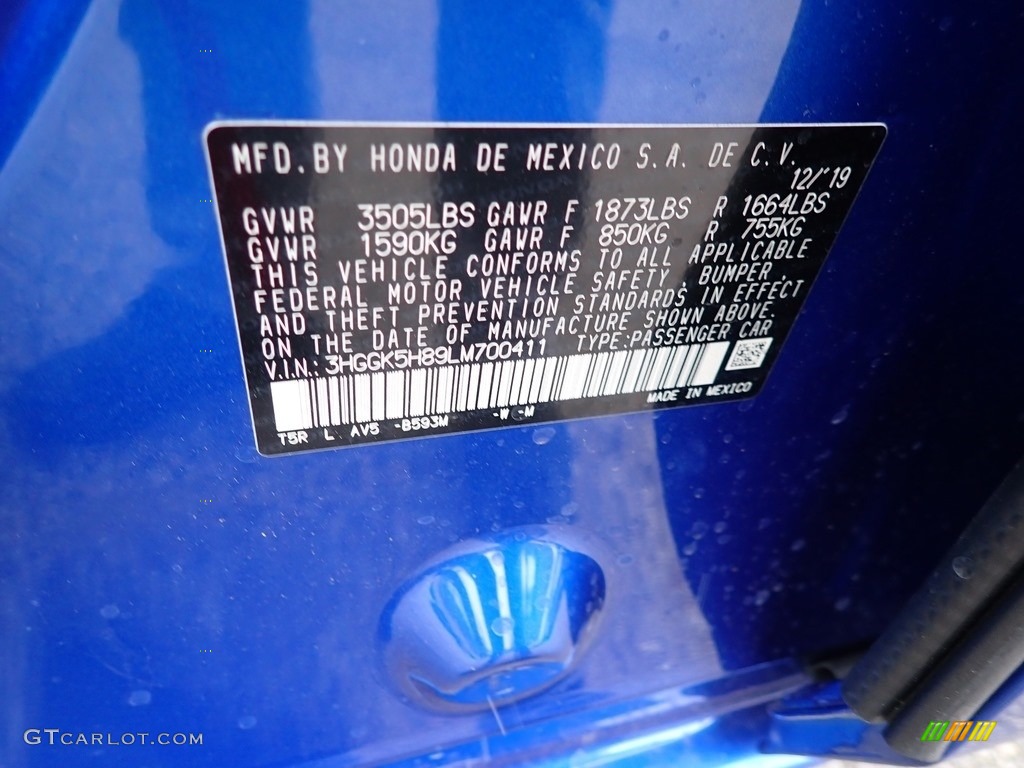 MFD. BY HONDA DE MEXICO S.A. DE C.V.
12/'19
GVWR 3505LBS GAWR F 1873LBS R 1664LBS
GVWR 1590KG GAWR F 850KG R 755KG
THIS VEHICLE CONFORMS TO ALL APPLICABLE
FEDERAL MOTOR VEHICLE SAFETY, BUMPER,
AND THEFT PREVENTION STANDARDS IN EFFECT
ON THE DATE OF MANUFACTURE SHOWN ABOVE.
V.I.N.: 3HGGK5H89LM700411 TYPE:PASSENGER CAR
MADE IN MEXICO
T5R L AV5 -B593M -W -M
GTCARLOT.COM